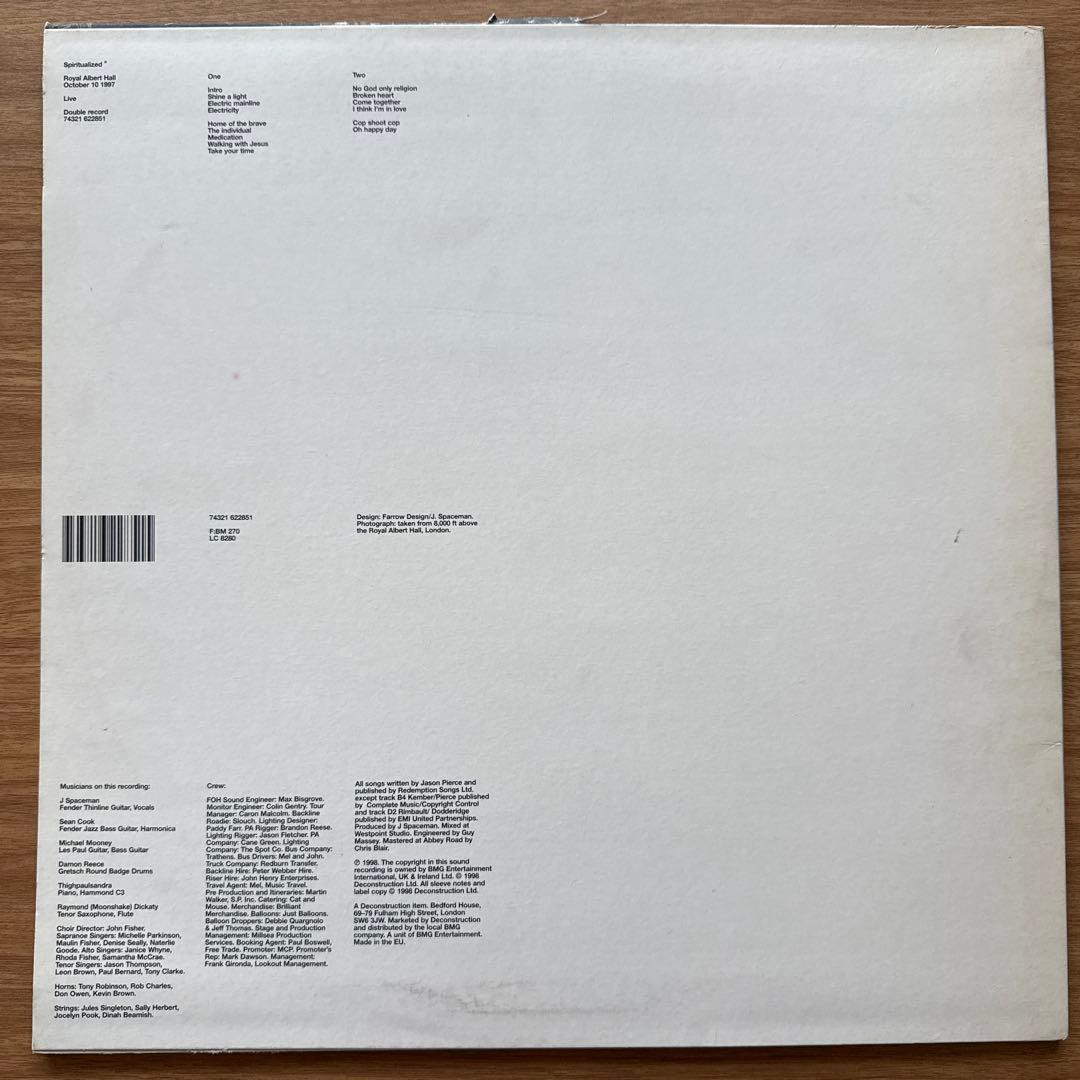 Spiritualized ®
Royal Albert Hall
October 10 1997
Live
Double record
74321 622851
One
Intro
Shine a light
Electric mainline
Electricity
Home of the brave
The individual
Medication
Walking with Jesus
Take your time
Two
No God only religion
Broken heart
Come together
I think I'm in love
Cop shoot cop
Oh happy day
74321 622851
F:BM 270
LC 8280
Design: Farrow Design/J. Spaceman.
Photograph: taken from 8,000 ft above
the Royal Albert Hall, London.
Musicians on this recording:
J Spaceman
Fender Thinline Guitar, Vocals
Sean Cook
Fender Jazz Bass Guitar, Harmonica
Michael Mooney
Les Paul Guitar, Bass Guitar
Damon Reece
Gretsch Round Badge Drums
Thighpaulsandra
Piano, Hammond C3
Raymond (Moonshake) Dickaty
Tenor Saxophone, Flute
Choir Director: John Fisher.
Sapranoe Singers: Michelle Parkinson,
Maulin Fisher, Denise Seally, Naterlie
Goode. Alto Singers: Janice Whyne,
Rhoda Fisher, Samantha McCrae.
Tenor Singers: Jason Thompson,
Leon Brown, Paul Bernard, Tony Clarke.
Horns: Tony Robinson, Rob Charles,
Don Owen, Kevin Brown.
Strings: Jules Singleton, Sally Herbert,
Jocelyn Pook, Dinah Beamish.
Crew:
FOH Sound Engineer: Max Bisgrove.
Monitor Engineer: Colin Gentry. Tour
Manager: Caron Malcolm. Backline
Roadie: Slouch. Lighting Designer:
Paddy Farr. PA Rigger: Brandon Reese.
Lighting Rigger: Jason Fletcher. PA
Company: Cane Green. Lighting
Company: The Spot Co. Bus Company:
Trathens. Bus Drivers: Mel and John.
Truck Company: Redburn Transfer.
Backline Hire: Peter Webber Hire.
Riser Hire: John Henry Enterprises.
Travel Agent: Mel, Music Travel.
Pre Production and Itineraries: Martin
Walker, S.P. Inc. Catering: Cat and
Mouse. Merchandise: Brilliant
Merchandise. Balloons: Just Balloons.
Balloon Droppers: Debbie Quargnolo
& Jeff Thomas. Stage and Production
Management: Millsea Production
Services. Booking Agent: Paul Boswell,
Free Trade. Promoter: MCP. Promoter's
Rep: Mark Dawson. Management:
Frank Gironda, Lookout Management.
All songs written by Jason Pierce and
published by Redemption Songs Ltd.
except track B4 Kember/Pierce published
by Complete Music/Copyright Control
and track D2 Rimbault/ Dodderidge
published by EMI United Partnerships.
Produced by J Spaceman. Mixed at
Westpoint Studio. Engineered by Guy
Massey. Mastered at Abbey Road by
Chris Blair.
℗ 1998. The copyright in this sound
recording is owned by BMG Entertainment
International, UK & Ireland Ltd. © 1998
Deconstruction Ltd. All sleeve notes and
label copy © 1998 Deconstruction Ltd.
A Deconstruction item. Bedford House,
69–79 Fulham High Street, London
SW6 3JW. Marketed by Deconstruction
and distributed by the local BMG
company. A unit of BMG Entertainment.
Made in the EU.